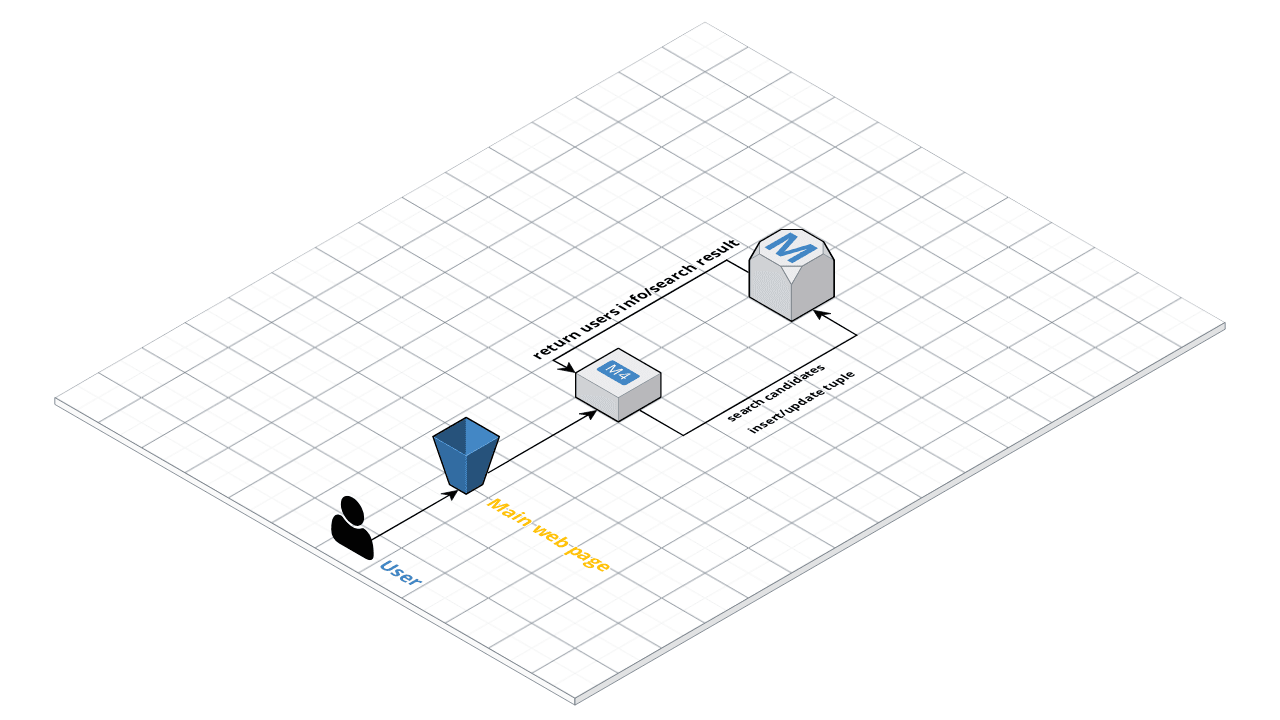 M
return users info/search result
M4
search candidates
insert/update tuple
Main web page
User